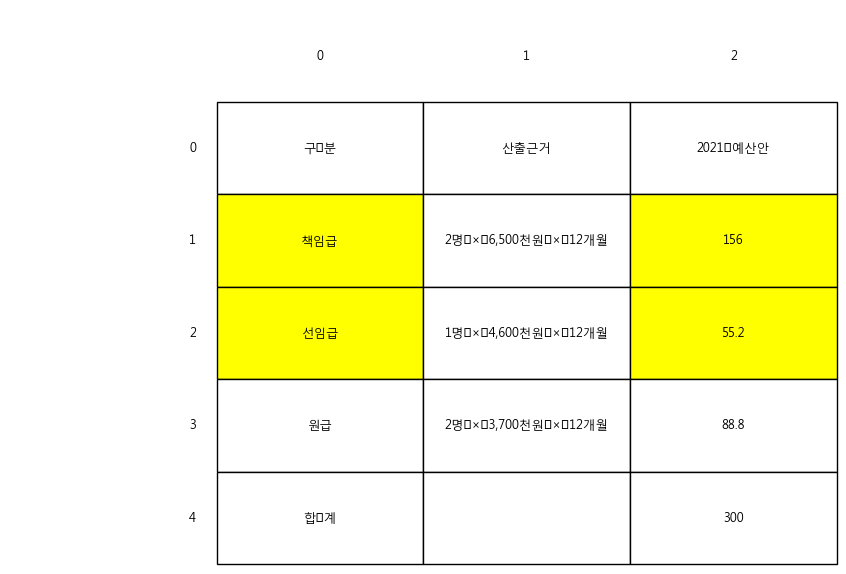 0 1 2
0 구 분 산출근거 2021 예산안
1 책임급 2명 × 6,500천원 × 12개월 156
2 선임급 1명 × 4,600천원 × 12개월 55.2
3 원급 2명 × 3,700천원 × 12개월 88.8
4 합 계 300